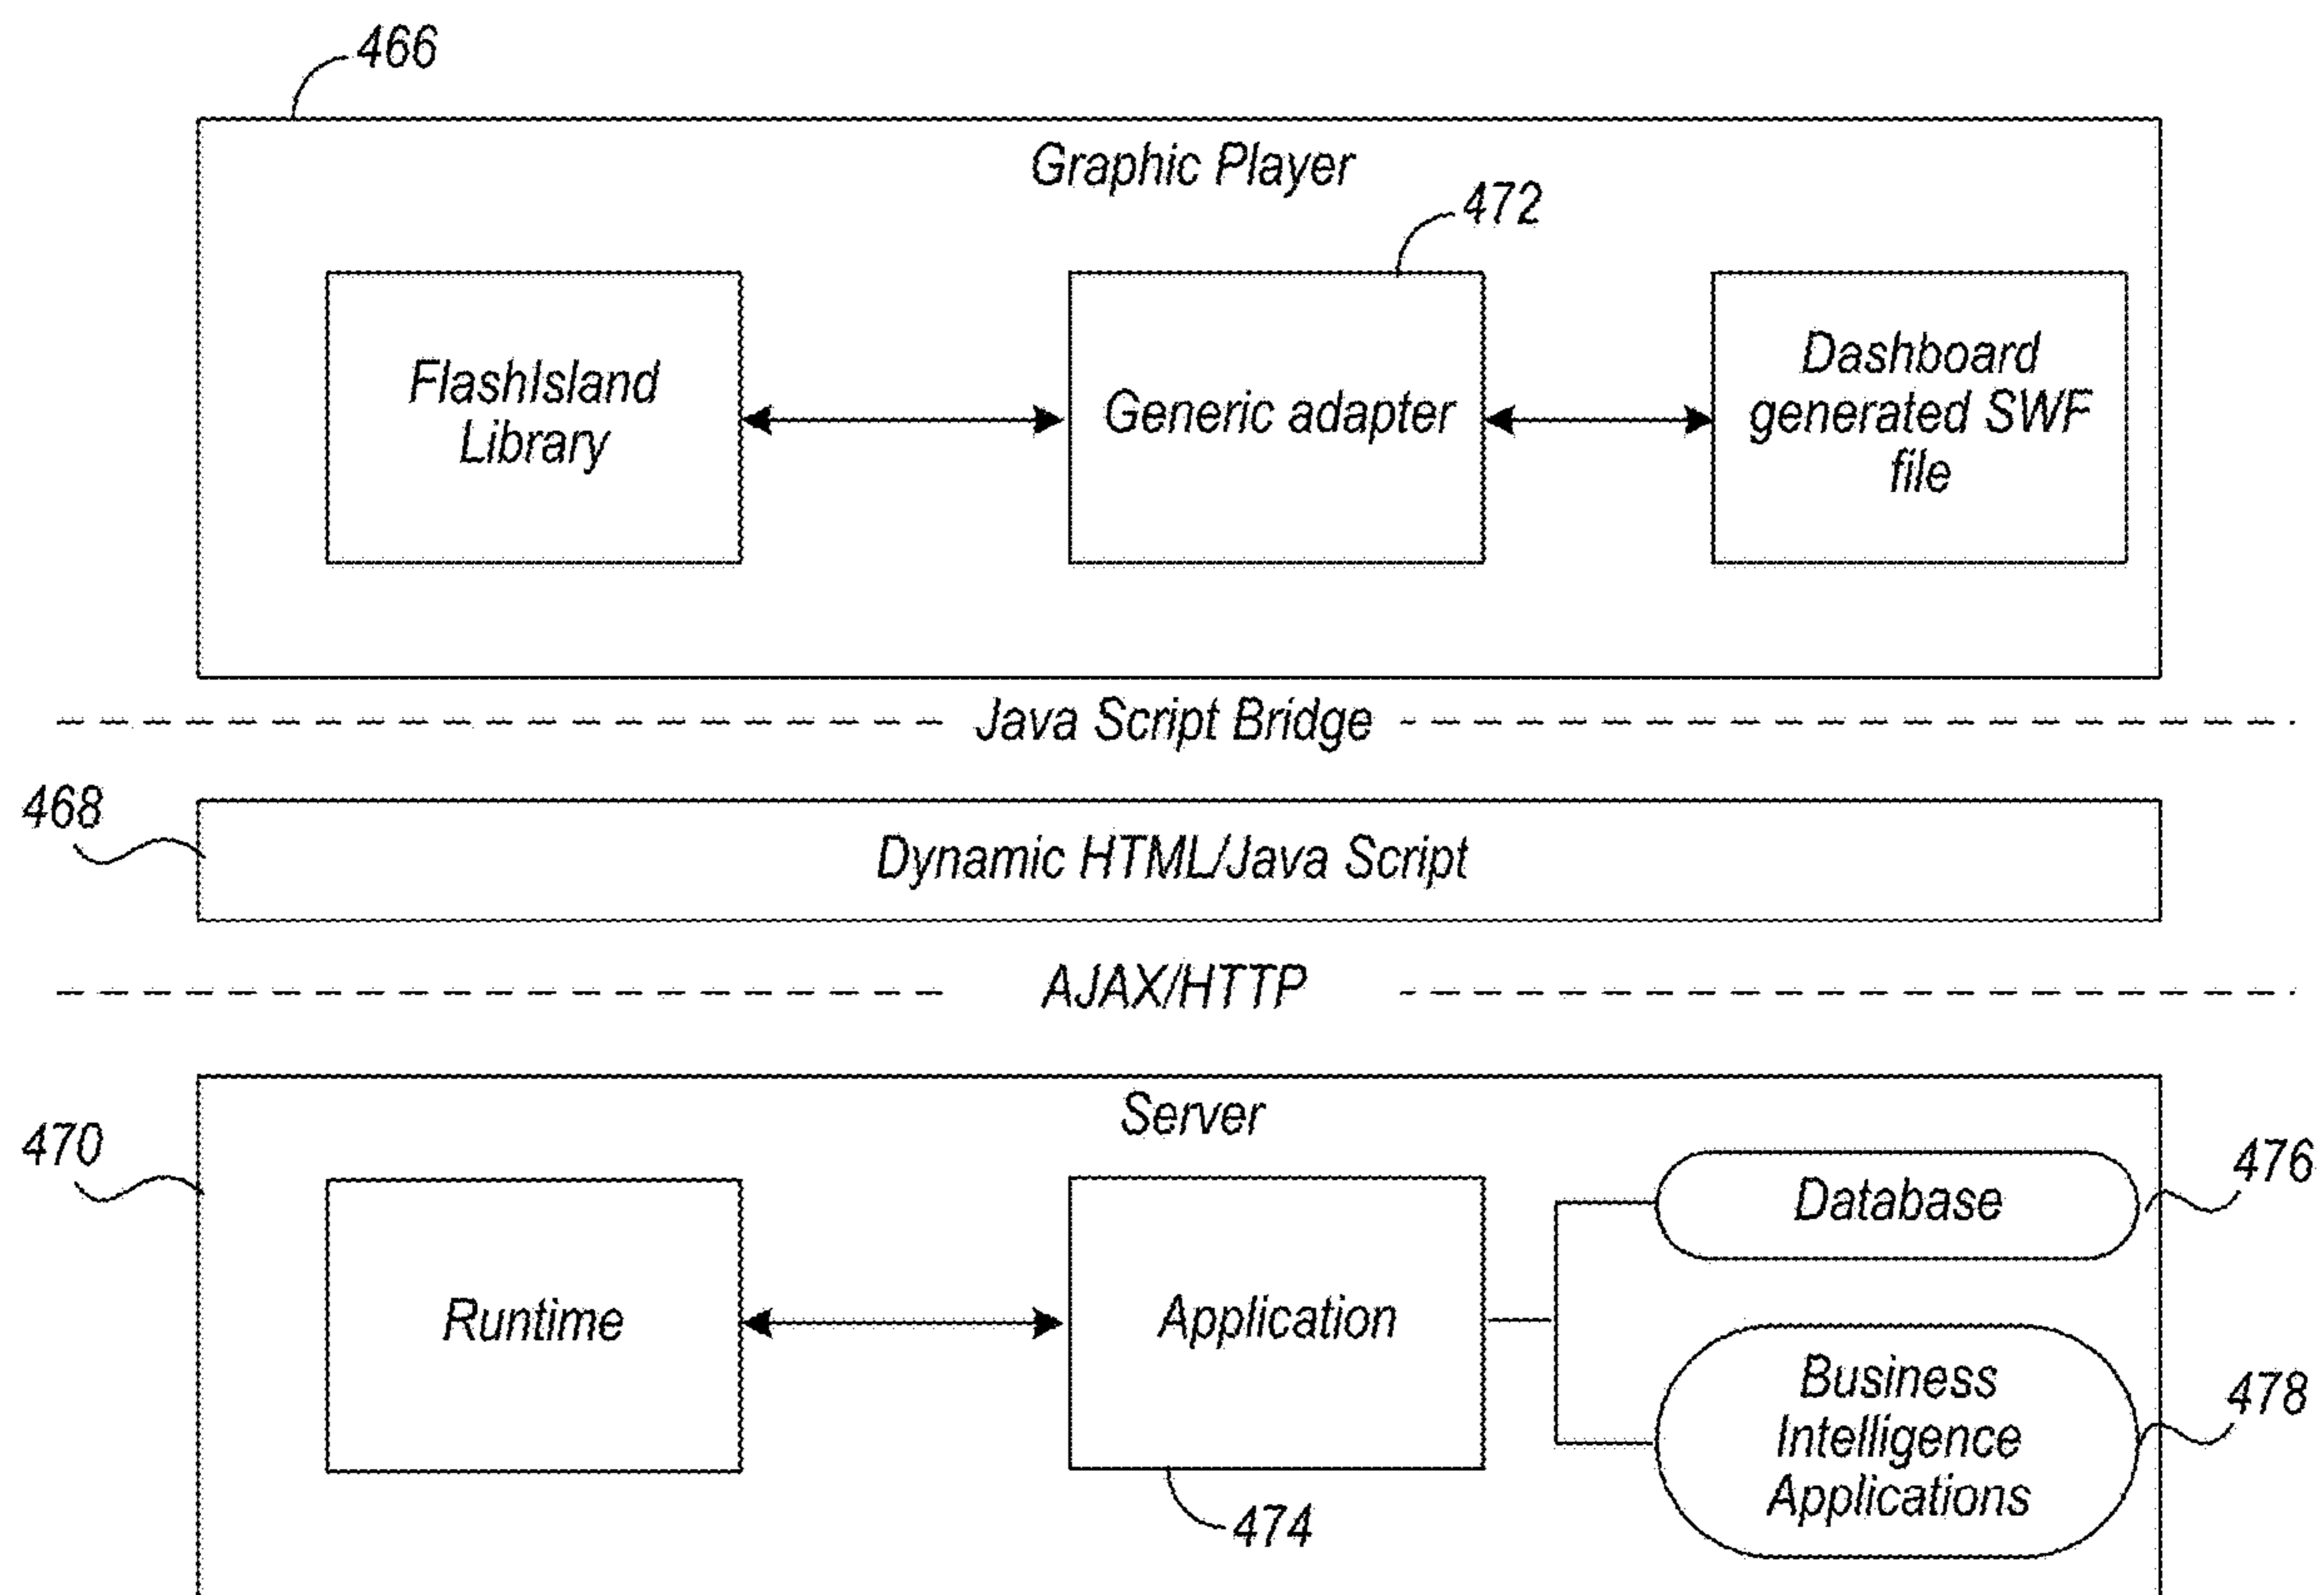 466
Graphic Player
472
FlashIsland
Library
Generic adapter
Dashboard
generated SWF
file
Java Script Bridge
468
Dynamic HTML/Java Script
AJAX/HTTP
Server
470
476
Database
Runtime
Application
Business
Intelligence
Applications
478
474